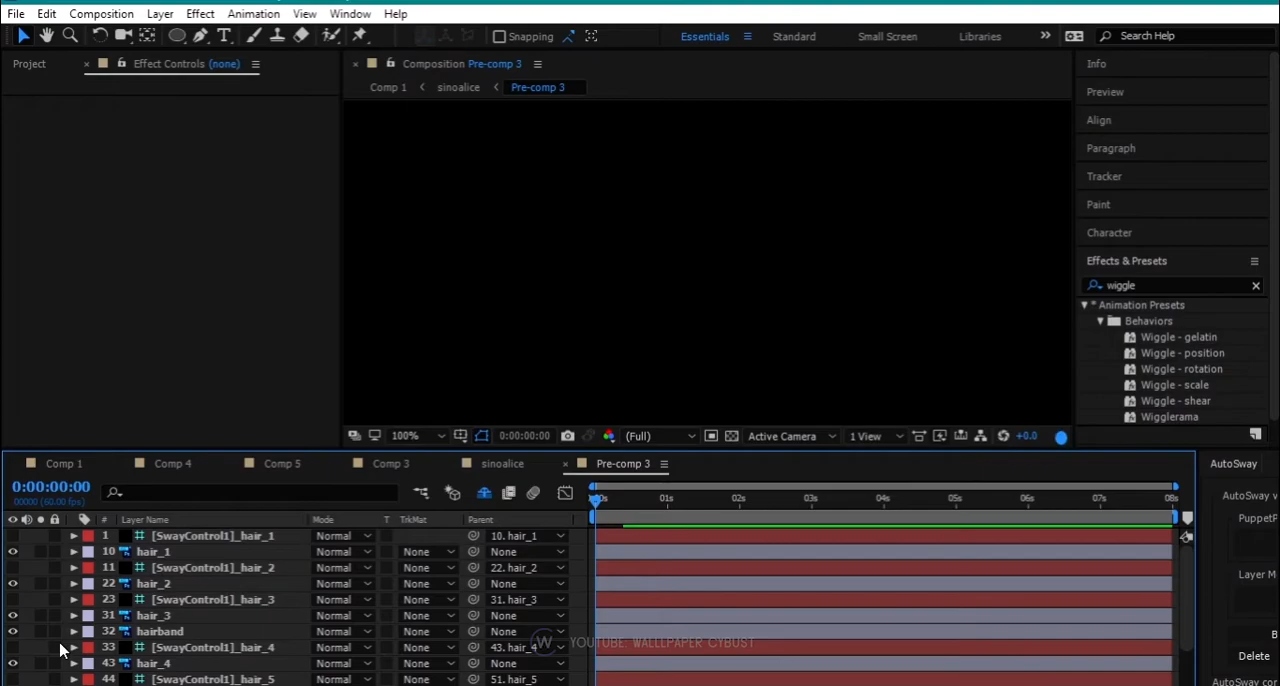 File Edit Composition Layer Effect Animation View Window Help
Snapping Essentials Standard Small Screen Libraries Search Help
Project Effect Controls (none)
Composition Pre-comp 3
Comp 1 sinoalice Pre-comp 3
Info
Preview
Align
Paragraph
Tracker
Paint
Character
Effects & Presets
wiggle
* Animation Presets
Behaviors
Wiggle - gelatin
Wiggle - position
Wiggle - rotation
Wiggle - scale
Wiggle - shear
Wigglerama
100% 0:00:00:00 (Full) Active Camera 1 View +0.0
Comp 1 Comp 4 Comp 5 Comp 3 sinoalice Pre-comp 3
0:00:00:00
00000 (60.00 fps)
01s 02s 03s 04s 05s 06s 07s 08s
# Layer Name Mode T TrkMat Parent
1 [SwayControl1]_hair_1 Normal 10. hair_1
10 hair_1 Normal None None
11 [SwayControl1]_hair_2 Normal None 22. hair_2
22 hair_2 Normal None None
23 [SwayControl1]_hair_3 Normal None 31. hair_3
31 hair_3 Normal None None
32 hairband Normal None None
33 [SwayControl1]_hair_4 Normal None 43. hair_4
43 hair_4 Normal None None
44 [SwayControl1]_hair_5 Normal None 51. hair_5
W YOUTUBE: WALLLPAPER CYBUST
AutoSway
AutoSway v
PuppetP
Layer M
B
Delete
AutoSway cor